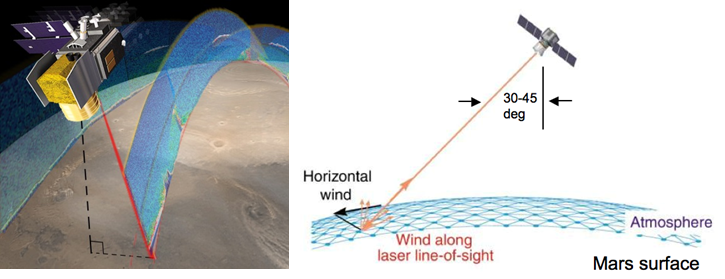 30-45
deg
Horizontal
wind
Atmosphere
Wind along
laser line-of-sight
Mars surface